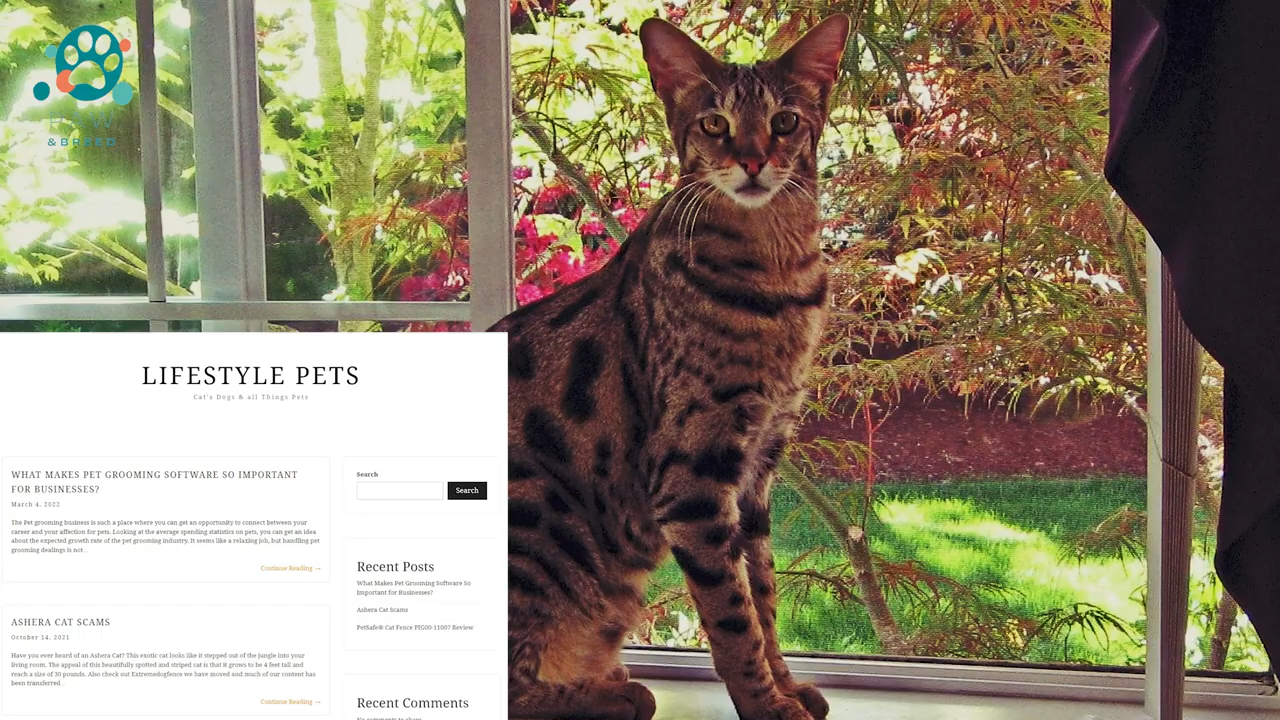 PAW
&BREED
LIFESTYLE PETS
Cat's Dogs & all Things Pets
WHAT MAKES PET GROOMING SOFTWARE SO IMPORTANT
FOR BUSINESSES?
March 4, 2022
The Pet grooming business is such a place where you can get an opportunity to connect between your
career and your affection for pets. Looking at the average spending statistics on pets, you can get an idea
about the expected growth rate of the pet grooming industry. It seems like a relaxing job, but handling pet
grooming dealings is not…
Continue Reading →
ASHERA CAT SCAMS
October 14, 2021
Have you ever heard of an Ashera Cat? This exotic cat looks like it stepped out of the jungle into your
living room. The appeal of this beautifully spotted and striped cat is that it grows to be 4 feet tall and
reach a size of 30 pounds. Also check out Extremedogfence we have moved and much of our content has
been transferred…
Continue Reading →
Search
Search
Recent Posts
What Makes Pet Grooming Software So
Important for Businesses?
Ashera Cat Scams
PetSafe® Cat Fence PIG00-11007 Review
Recent Comments
No comments to show.